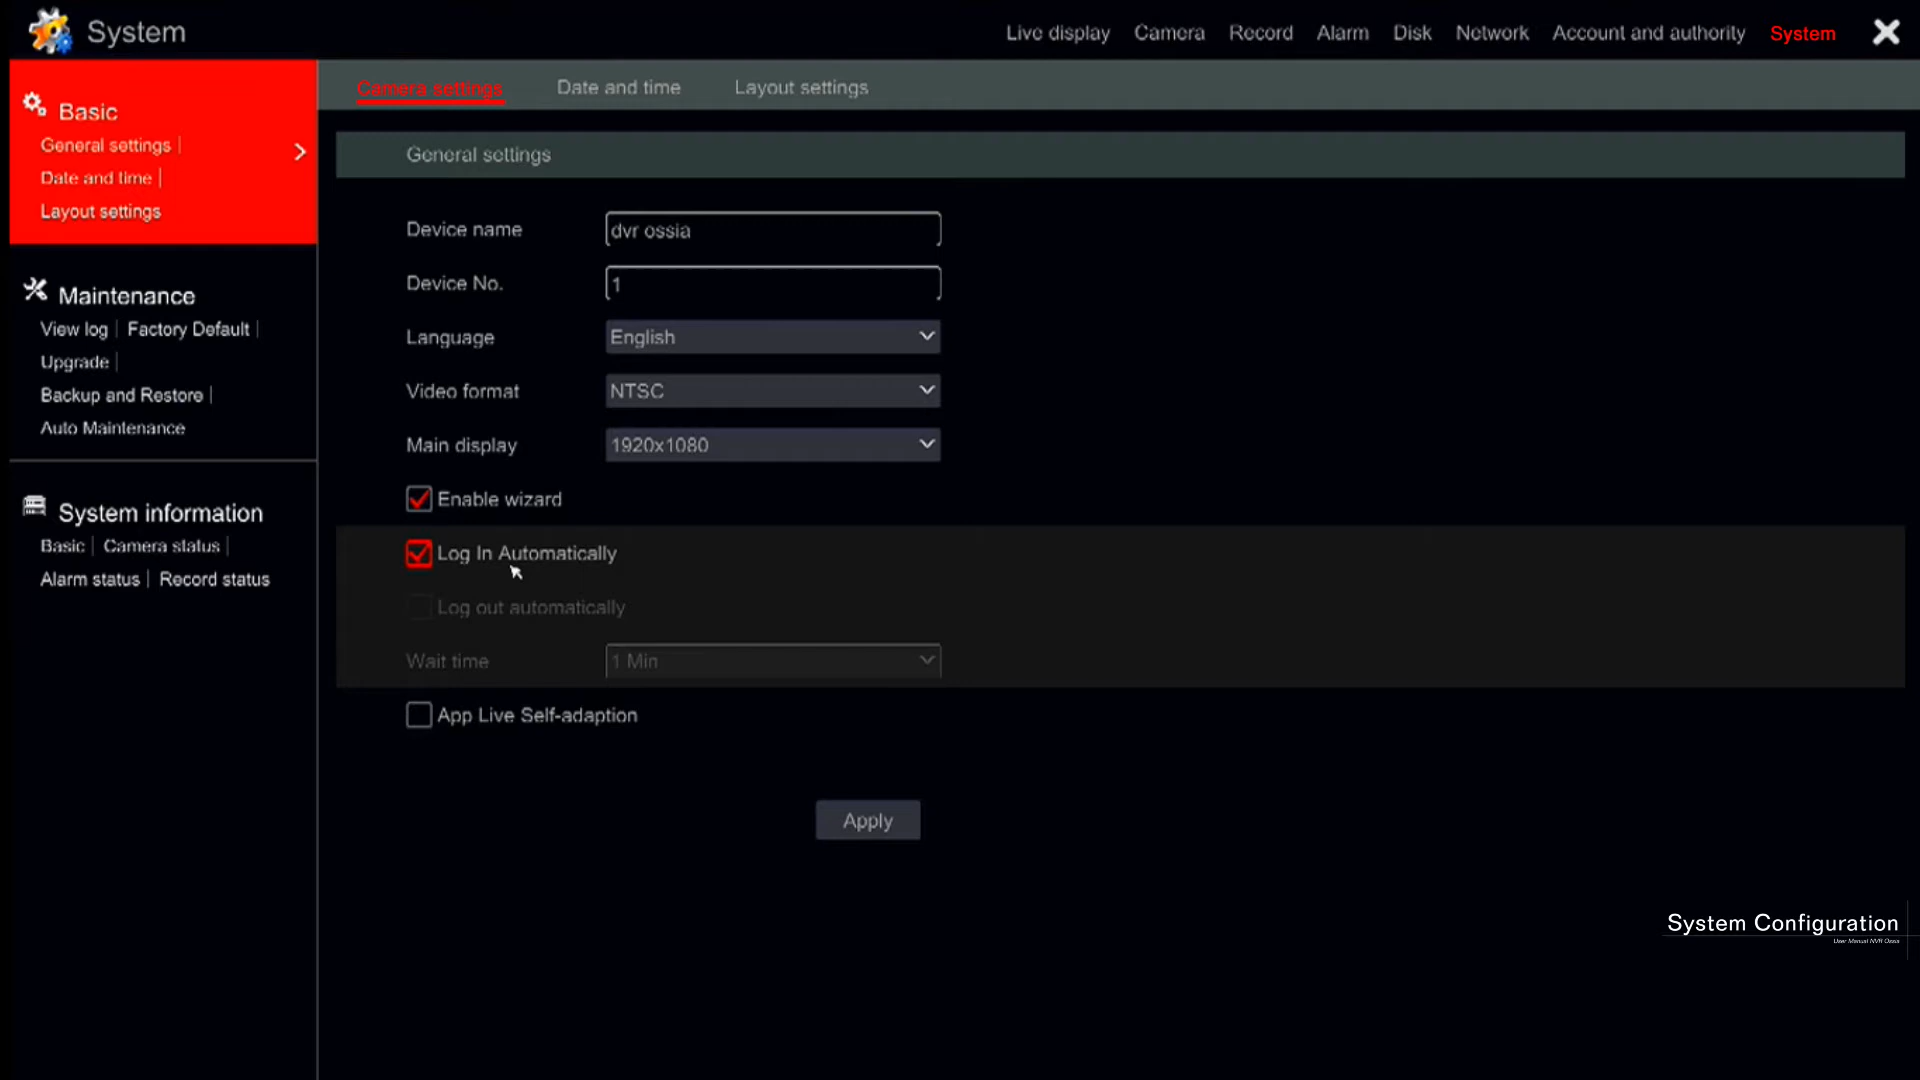 System
Live display Camera Record Alarm Disk Network Account and authority System
Basic
General settings
Date and time
Layout settings
Maintenance
View log Factory Default
Upgrade
Backup and Restore
Auto Maintenance
System information
Basic Camera status
Alarm status Record status
Camera settings Date and time Layout settings
General settings
Device name dvr ossia
Device No. 1
Language English
Video format NTSC
Main display 1920x1080
Enable wizard
Log In Automatically
Log out automatically
Wait time 1 Min
App Live Self-adaption
Apply
System Configuration
User Manual NVR Ossia